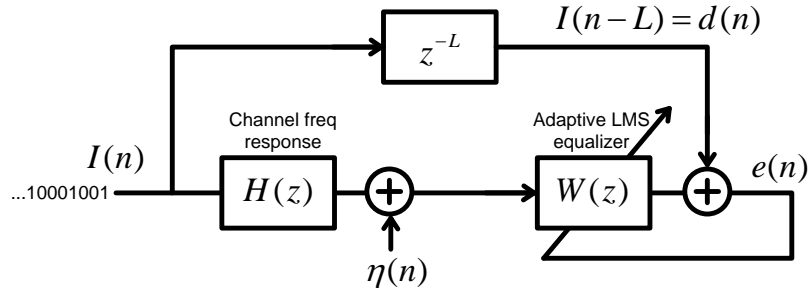 I(n−L) = d(n)
z^{-L}
Channel freq
response
Adaptive LMS
equalizer
I(n)
e(n)
...10001001
H(z)
+
W(z)
+
η(n)